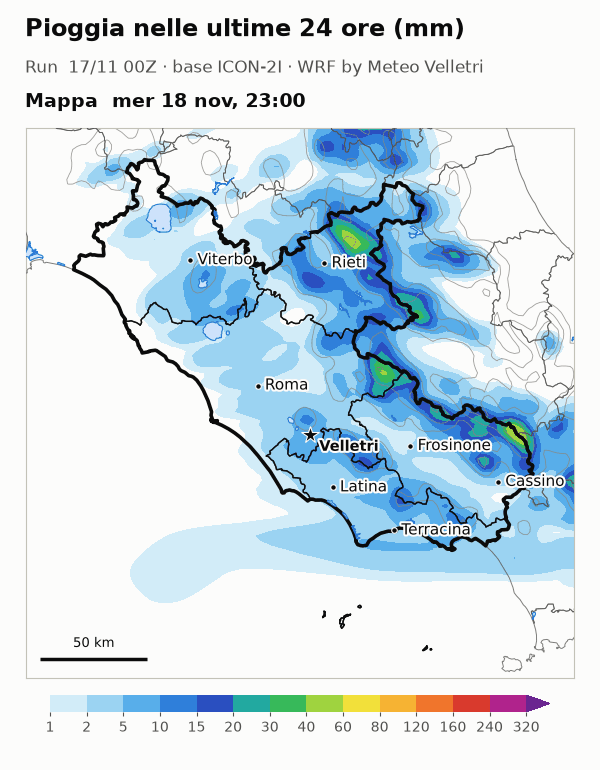 Pioggia nelle ultime 24 ore (mm)
Run  17/11 00Z · base ICON-2I · WRF by Meteo Velletri
Mappa  mer 18 nov, 23:00
Viterbo
Rieti
Roma
Velletri
Frosinone
Cassino
Latina
Terracina
50 km
1 2 5 10 15 20 30 40 60 80 120 160 240 320